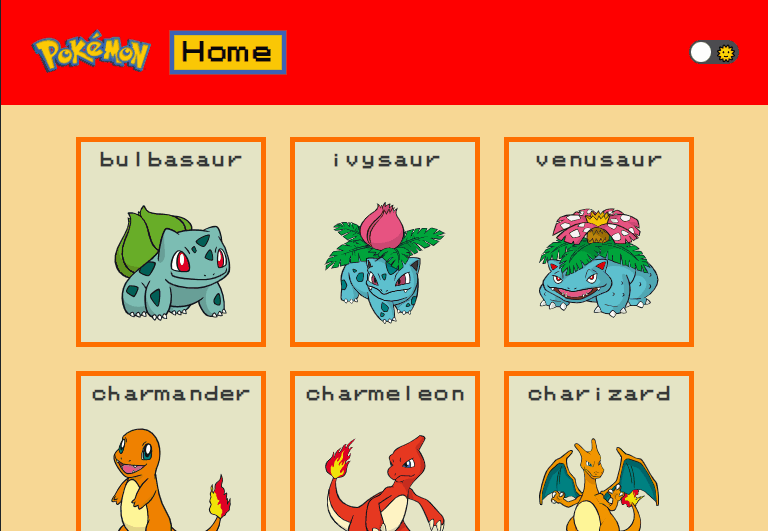 Pokémon
Home
bulbasaur
ivysaur
venusaur
charmander
charmeleon
charizard